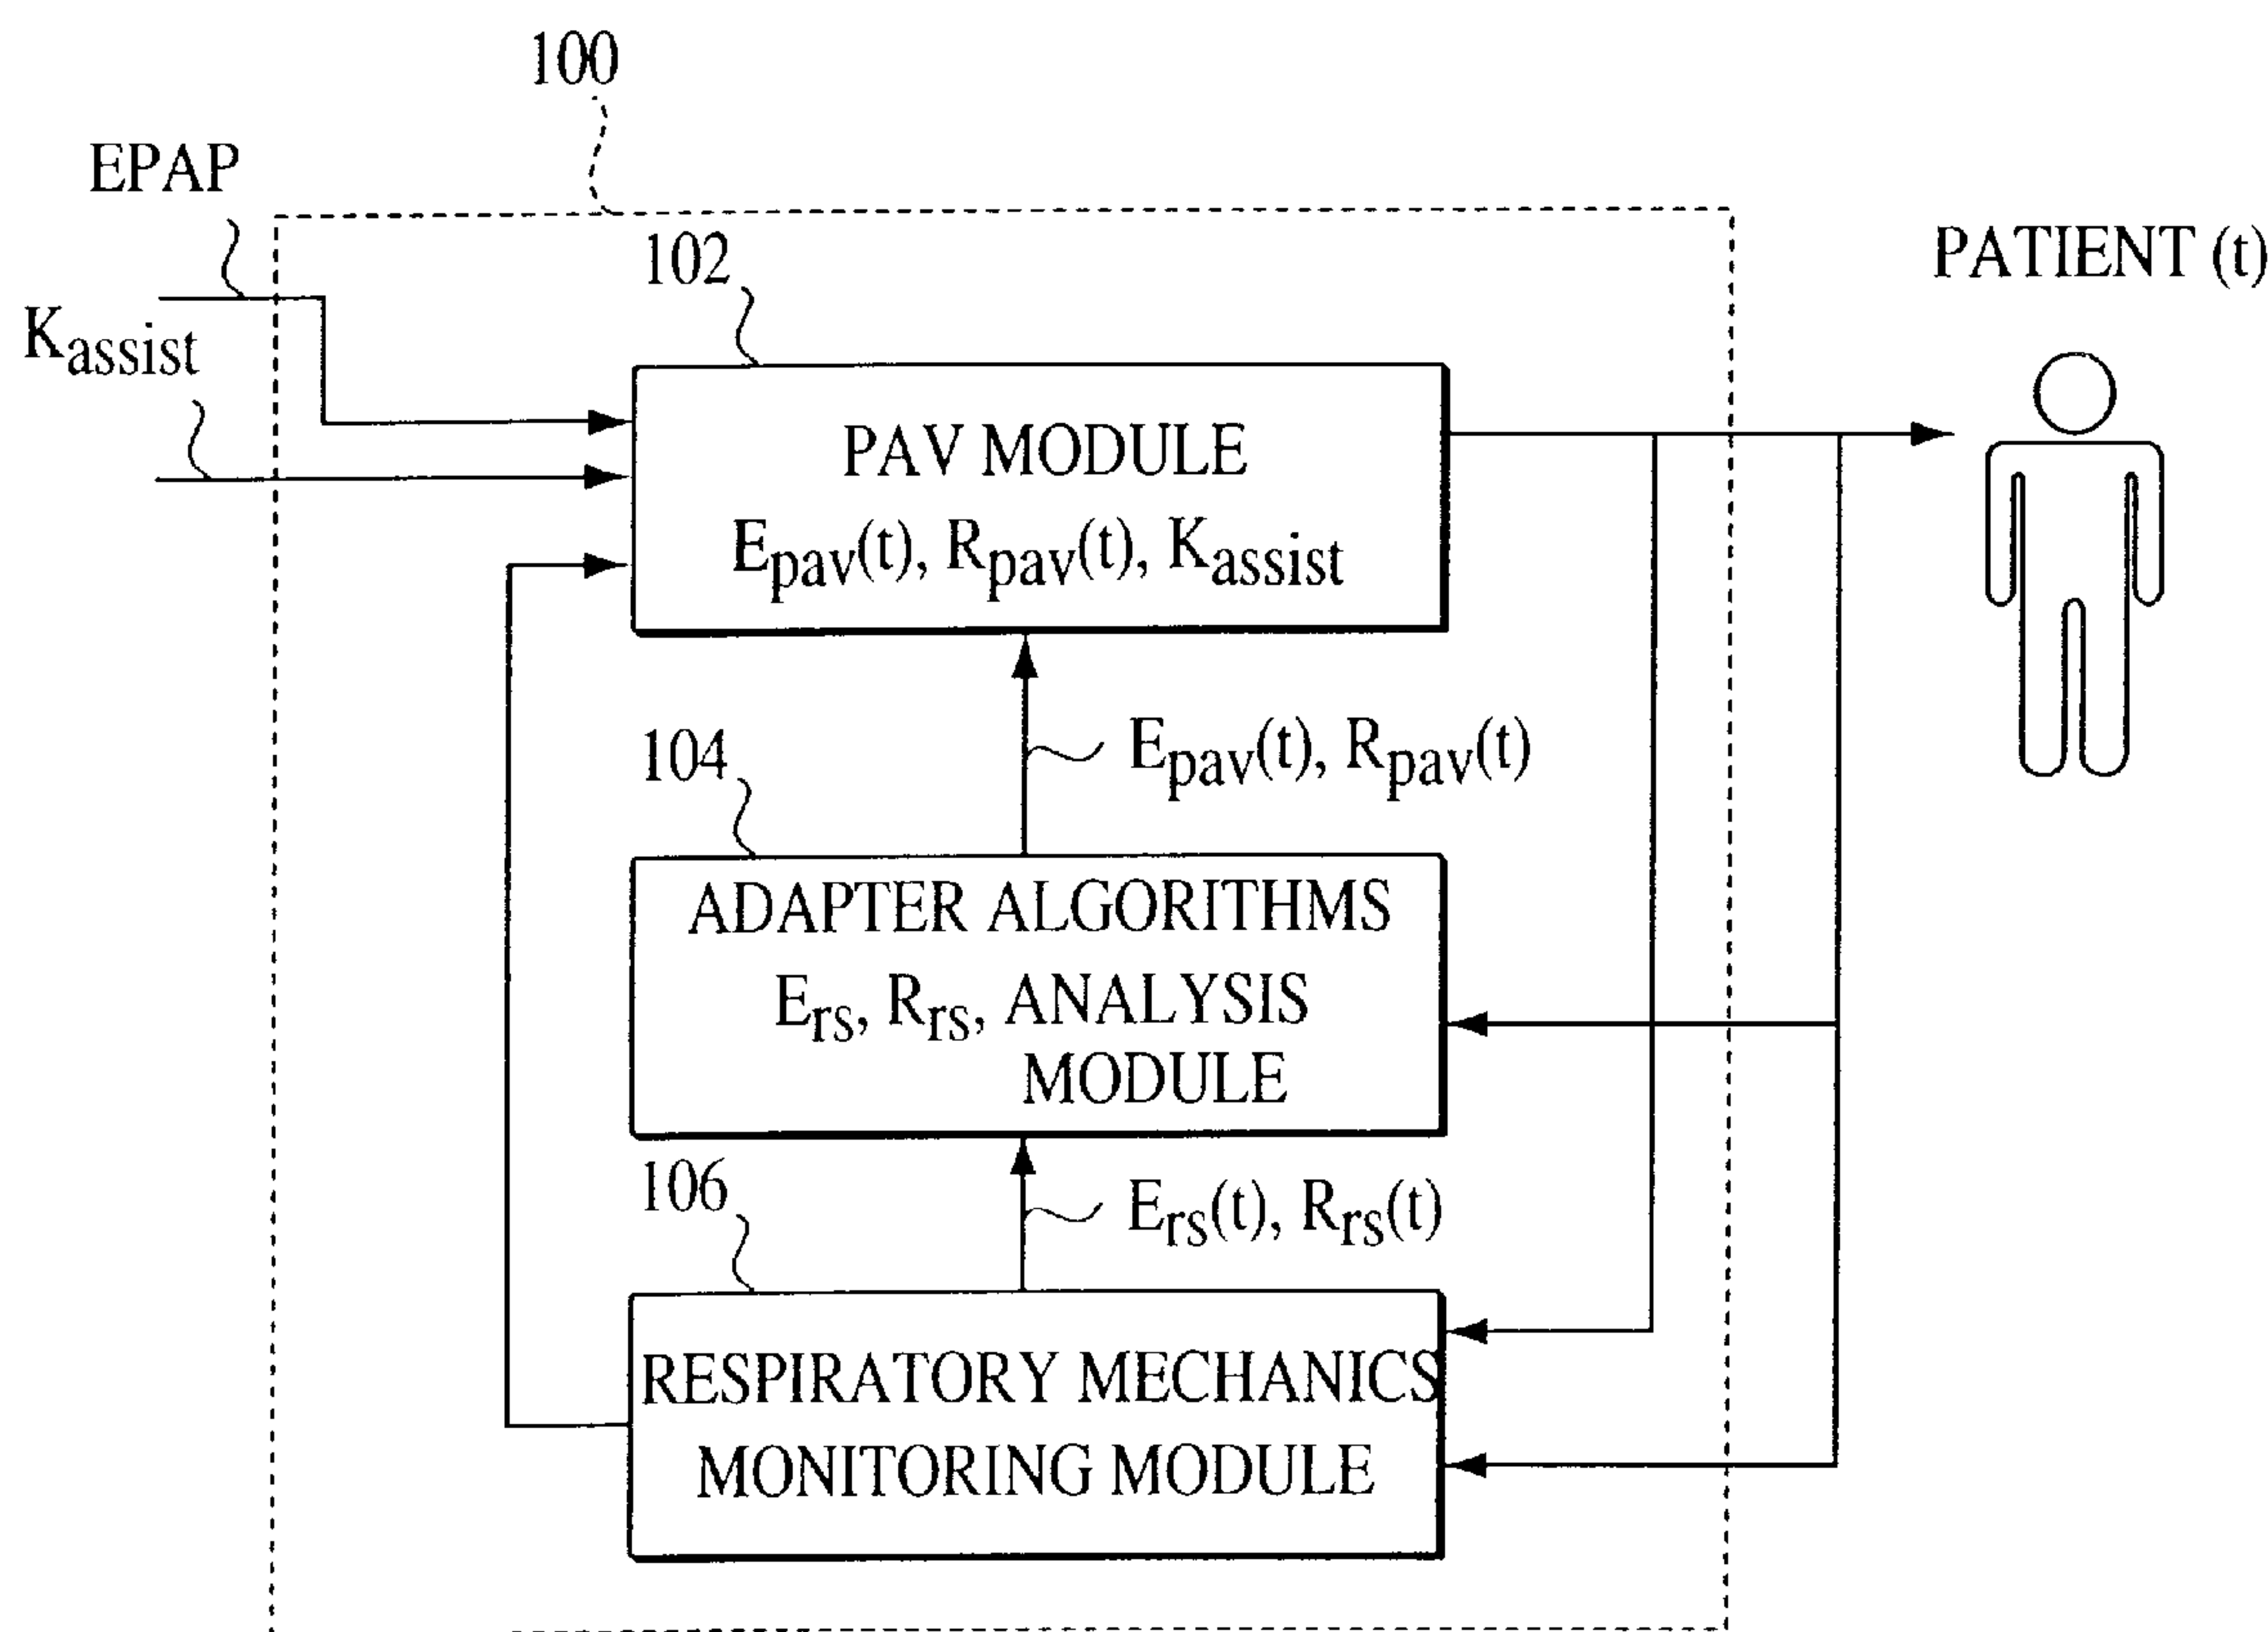 100
EPAP
102
PATIENT (t)
Kassist
PAV MODULE
Epav(t), Rpav(t), Kassist
104
Epav(t), Rpav(t)
ADAPTER ALGORITHMS
Ers, Rrs, ANALYSIS
MODULE
106
Ers(t), Rrs(t)
RESPIRATORY MECHANICS
MONITORING MODULE